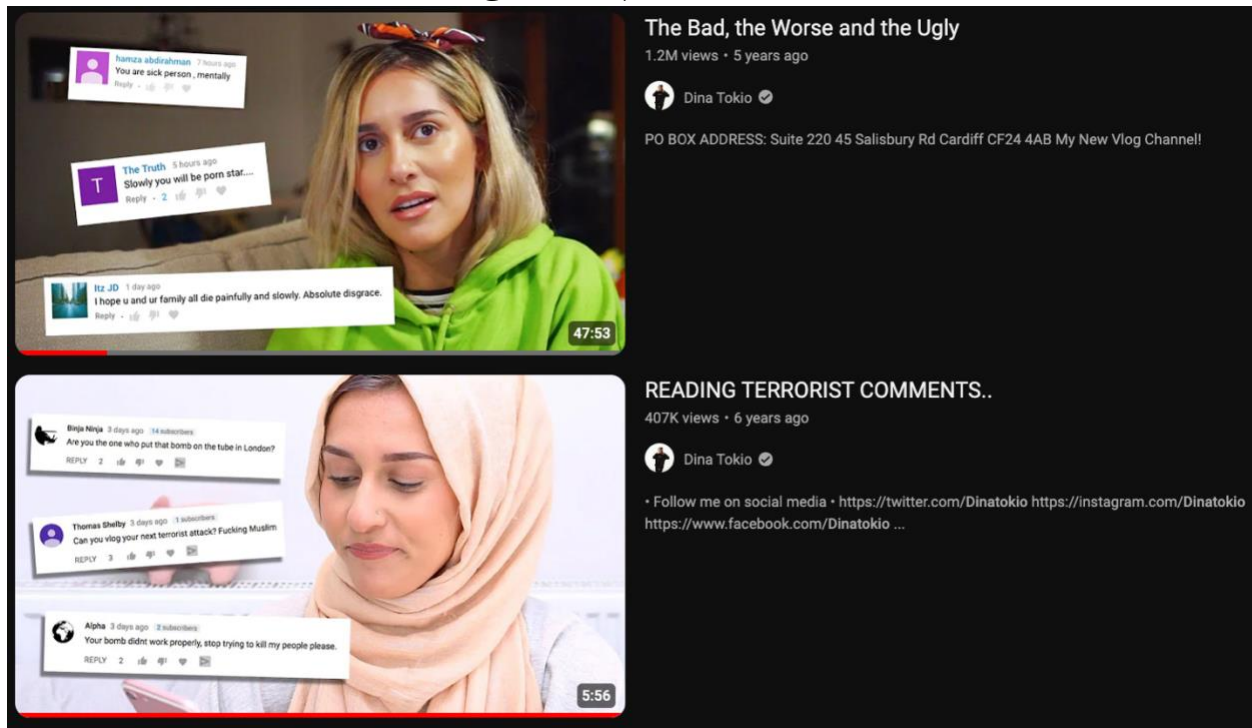 hamza abdirahman 7 hours ago
You are sick person , mentally
Reply
The Truth 5 hours ago
T
Slowly you will be porn star....
Reply • 2
Itz JD 1 day ago
I hope u and ur family all die painfully and slowly. Absolute disgrace.
Reply
47:53
The Bad, the Worse and the Ugly
1.2M views • 5 years ago
Dina Tokio
PO BOX ADDRESS: Suite 220 45 Salisbury Rd Cardiff CF24 4AB My New Vlog Channel!
Binja Ninja 3 days ago 14 subscribers
Are you the one who put that bomb on the tube in London?
REPLY 2
Thomas Shelby 3 days ago 1 subscribers
Can you vlog your next terrorist attack? Fucking Muslim
REPLY 3
Alpha 3 days ago 2 subscribers
Your bomb didnt work properly, stop trying to kill my people please.
REPLY 2
5:56
READING TERRORIST COMMENTS..
407K views • 6 years ago
Dina Tokio
• Follow me on social media • https://twitter.com/Dinatokio https://instagram.com/Dinatokio
https://www.facebook.com/Dinatokio ...